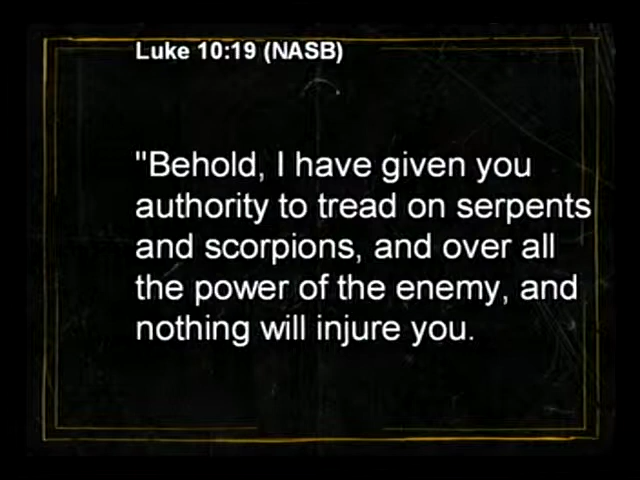 Luke 10:19 (NASB)
"Behold, I have given you
authority to tread on serpents
and scorpions, and over all
the power of the enemy, and
nothing will injure you.